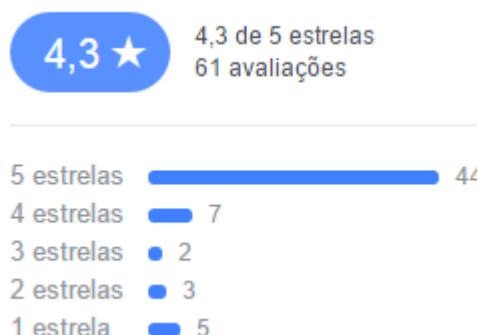 4,3 ★
4,3 de 5 estrelas
61 avaliações
5 estrelas 44
4 estrelas 7
3 estrelas 2
2 estrelas 3
1 estrela 5